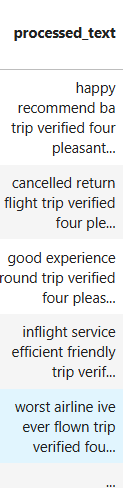 processed_text
happy
recommend ba
trip verified four
pleasant...
cancelled return
flight trip verified
four ple...
good experience
round trip verified
four pleas...
inflight service
efficient friendly
trip verif...
worst airline ive
ever flown trip
verified fou...
...